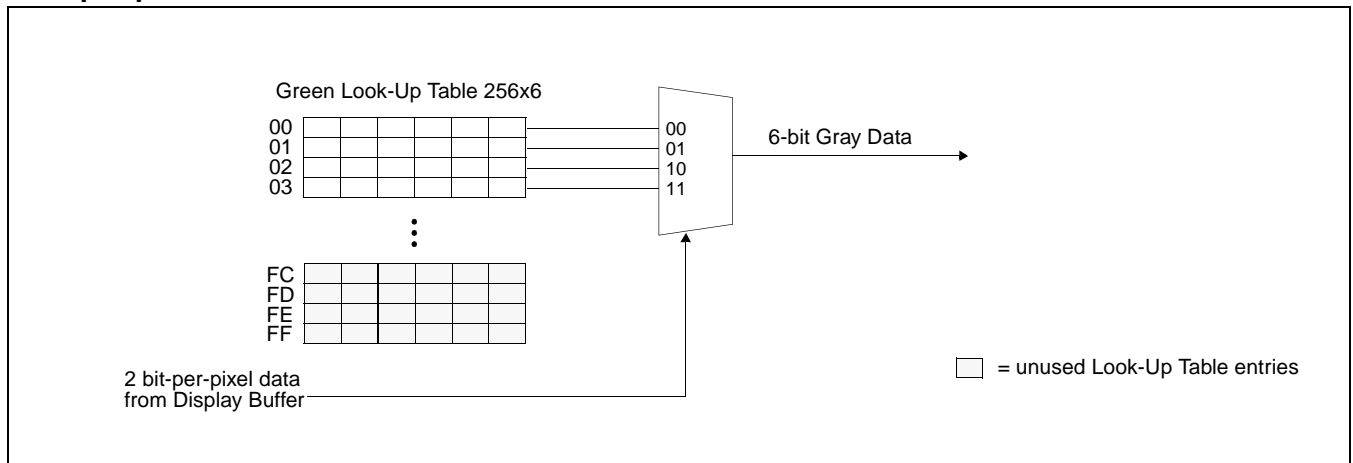 Green Look-Up Table 256x6
00
01
02
03
00
01
10
11
6-bit Gray Data
FC
FD
FE
FF
2 bit-per-pixel data
from Display Buffer
= unused Look-Up Table entries